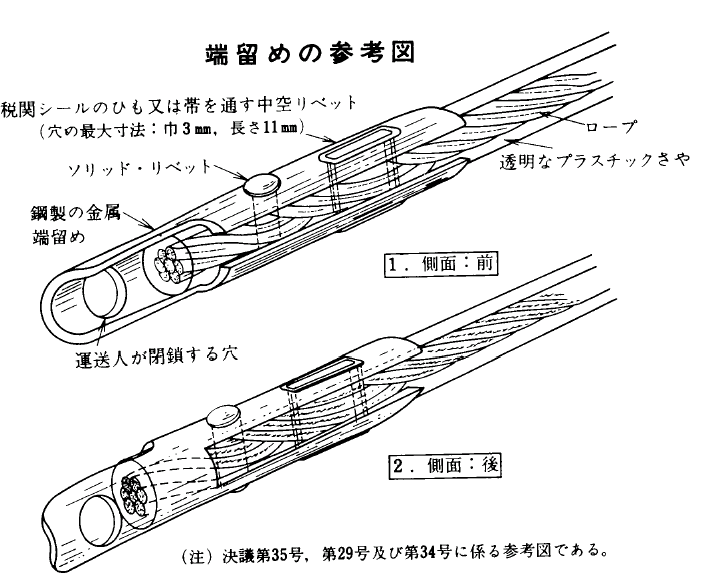 端留めの参考図
税関シールのひも又は帯を通す中空リベット
(穴の最大寸法：巾3mm，長さ11mm)
ロープ
透明なプラスチックさや
ソリッド・リベット
鋼製の金属
端留め
1．側面：前
運送人が閉鎖する穴
2．側面：後
(注) 決議第35号，第29号及び第34号に係る参考図である。